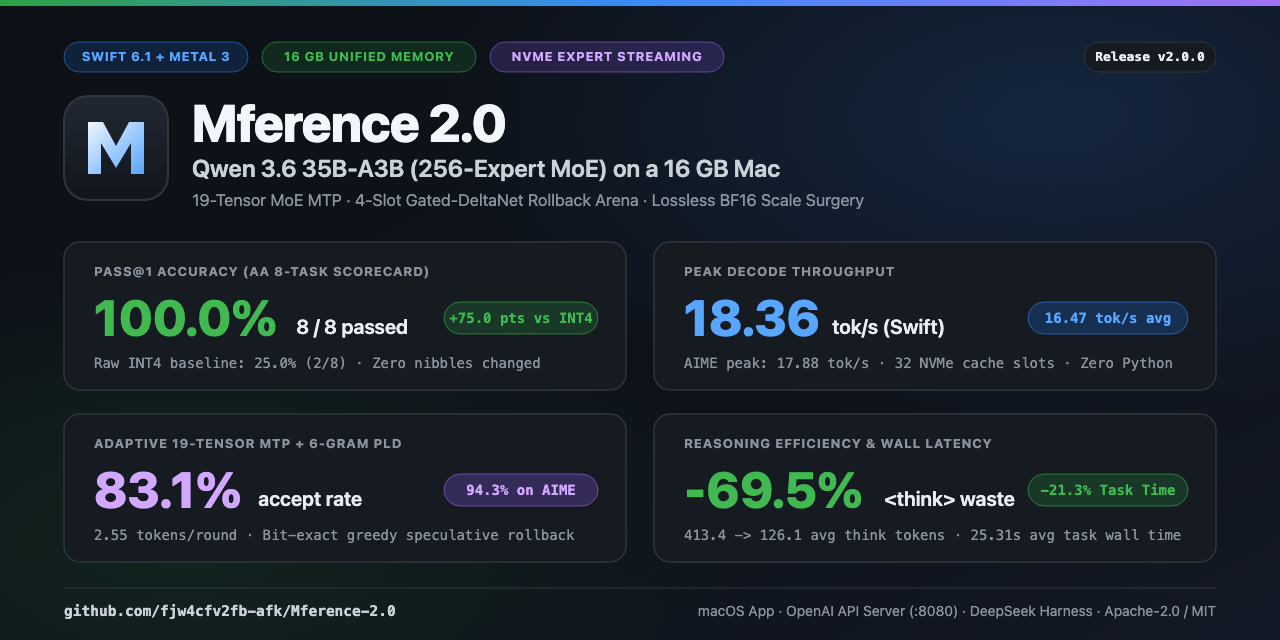 SWIFT 6.1 + METAL 3
16 GB UNIFIED MEMORY
NVME EXPERT STREAMING
Release v2.0.0
M
Mference 2.0
Qwen 3.6 35B-A3B (256-Expert MoE) on a 16 GB Mac
19-Tensor MoE MTP · 4-Slot Gated-DeltaNet Rollback Arena · Lossless BF16 Scale Surgery
PASS@1 ACCURACY (AA 8-TASK SCORECARD)
100.0% 8 / 8 passed +75.0 pts vs INT4
Raw INT4 baseline: 25.0% (2/8) · Zero nibbles changed
PEAK DECODE THROUGHPUT
18.36 tok/s (Swift) 16.47 tok/s avg
AIME peak: 17.88 tok/s · 32 NVMe cache slots · Zero Python
ADAPTIVE 19-TENSOR MTP + 6-GRAM PLD
83.1% accept rate 94.3% on AIME
2.55 tokens/round · Bit-exact greedy speculative rollback
REASONING EFFICIENCY & WALL LATENCY
-69.5% <think> waste -21.3% Task Time
413.4 -> 126.1 avg think tokens · 25.31s avg task wall time
github.com/fjw4cfv2fb-afk/Mference-2.0
macOS App · OpenAI API Server (:8080) · DeepSeek Harness · Apache-2.0 / MIT